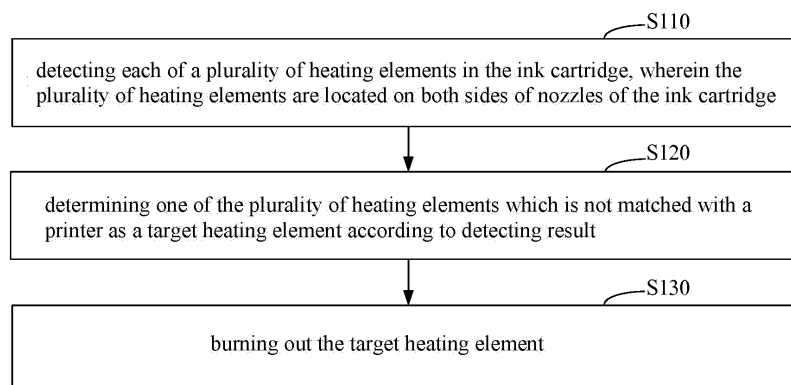 S110
detecting each of a plurality of heating elements in the ink cartridge, wherein the
plurality of heating elements are located on both sides of nozzles of the ink cartridge
S120
determining one of the plurality of heating elements which is not matched with a
printer as a target heating element according to detecting result
S130
burning out the target heating element